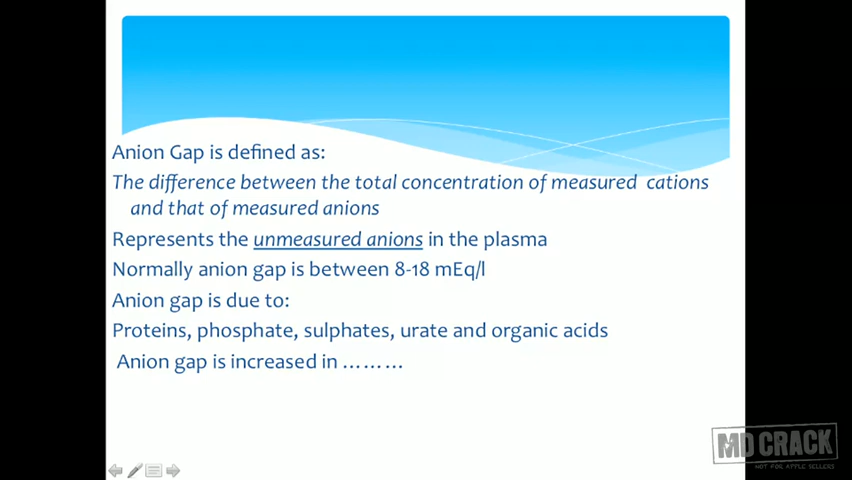 Anion Gap is defined as:
The difference between the total concentration of measured cations
and that of measured anions
Represents the unmeasured anions in the plasma
Normally anion gap is between 8-18 mEq/l
Anion gap is due to:
Proteins, phosphate, sulphates, urate and organic acids
Anion gap is increased in ………
MD CRACK
NOT FOR APPLE SELLERS